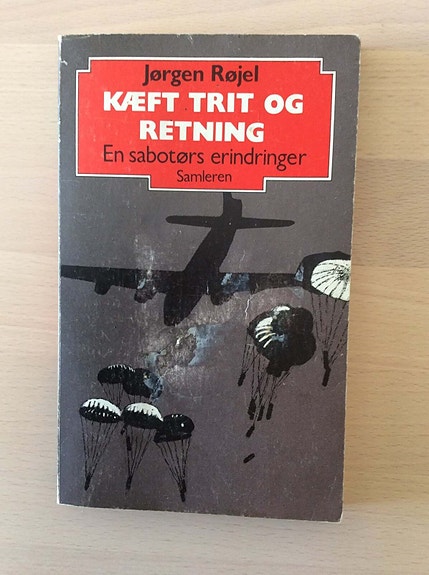 Jørgen Røjel
KÆFT TRIT OG
RETNING
En sabotørs erindringer
Samleren